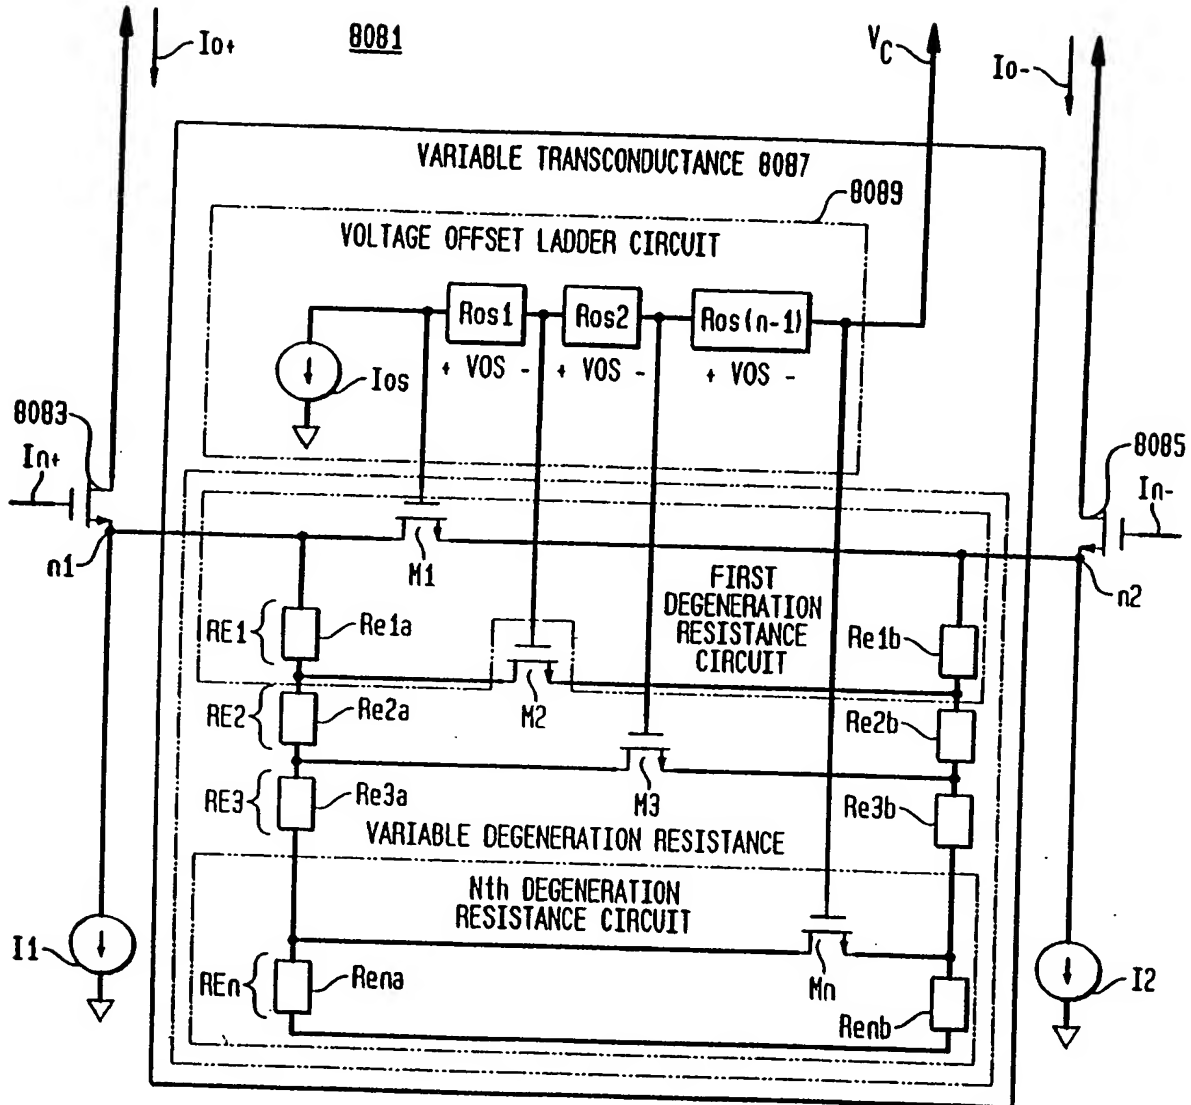 Io+
8081
VC
Io-
VARIABLE TRANSCONDUCTANCE 8087
8089
VOLTAGE OFFSET LADDER CIRCUIT
Ros1
Ros2
Ros(n-1)
+ VOS -
+ VOS -
+ VOS -
Ios
8083
In+
8085
In-
n1
M1
n2
FIRST
DEGENERATION
RESISTANCE
CIRCUIT
RE1
Re1a
Re1b
M2
RE2
Re2a
Re2b
M3
RE3
Re3a
Re3b
VARIABLE DEGENERATION RESISTANCE
Nth DEGENERATION
RESISTANCE CIRCUIT
I1
Mn
I2
REn
Rena
Renb